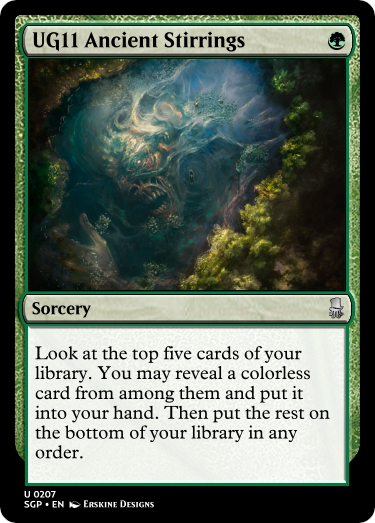 UG11 Ancient Stirrings
Sorcery
Look at the top five cards of your
library. You may reveal a colorless
card from among them and put it
into your hand. Then put the rest on
the bottom of your library in any
order.
U 0207
SGP • EN Erskine Designs